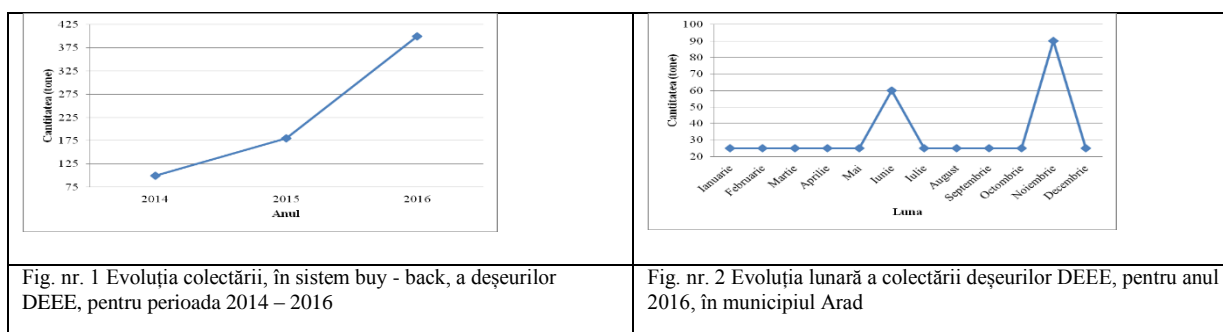 425
375
325
275
225
175
125
75
Cantitatea (tone)
2014 2015 2016
Anul
Fig. nr. 1 Evoluția colectării, în sistem buy - back, a deșeurilor
DEEE, pentru perioada 2014 – 2016
100
90
80
70
60
50
40
30
20
Cantitatea (tone)
Ianuarie Februarie Martie Aprilie Mai Iunie Iulie August Septembrie Octombrie Noiembrie Decembrie
Luna
Fig. nr. 2 Evoluția lunară a colectării deșeurilor DEEE, pentru anul
2016, în municipiul Arad